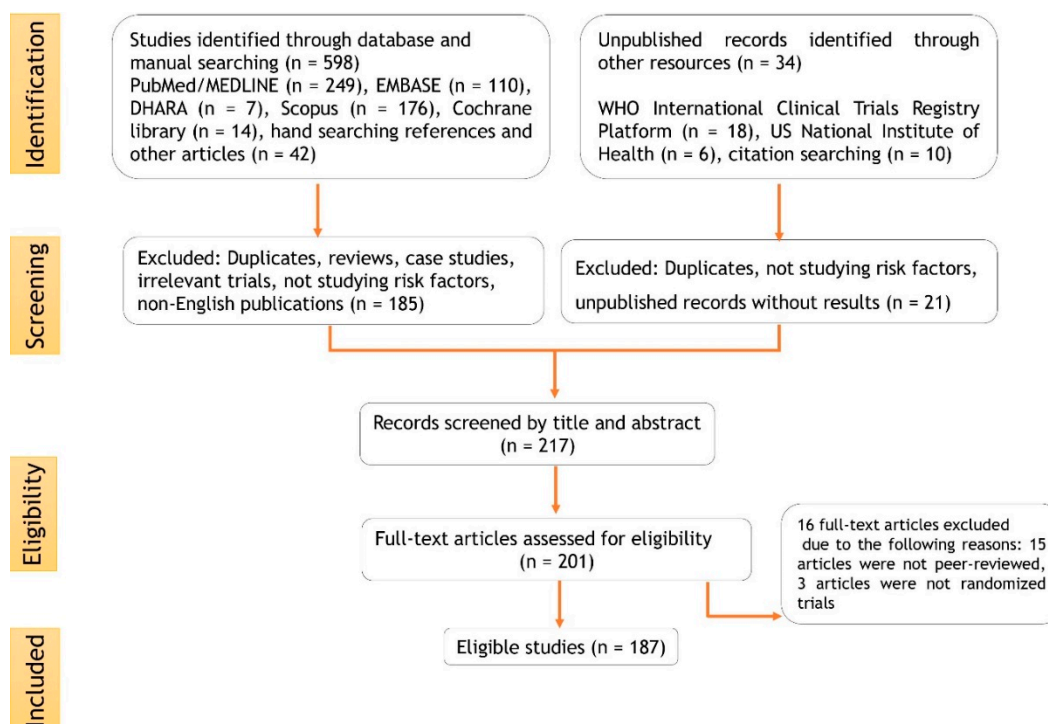 Identification
Studies identified through database and
manual searching (n = 598)
PubMed/MEDLINE (n = 249), EMBASE (n = 110),
DHARA (n = 7), Scopus (n = 176), Cochrane
library (n = 14), hand searching references and
other articles (n = 42)
Unpublished records identified through
other resources (n = 34)
WHO International Clinical Trials Registry
Platform (n = 18), US National Institute of
Health (n = 6), citation searching (n = 10)
Screening
Excluded: Duplicates, reviews, case studies,
irrelevant trials, not studying risk factors,
non-English publications (n = 185)
Excluded: Duplicates, not studying risk factors,
unpublished records without results (n = 21)
Records screened by title and abstract
(n = 217)
Eligibility
Full-text articles assessed for eligibility
(n = 201)
16 full-text articles excluded
due to the following reasons: 15
articles were not peer-reviewed,
3 articles were not randomized
trials
Included
Eligible studies (n = 187)